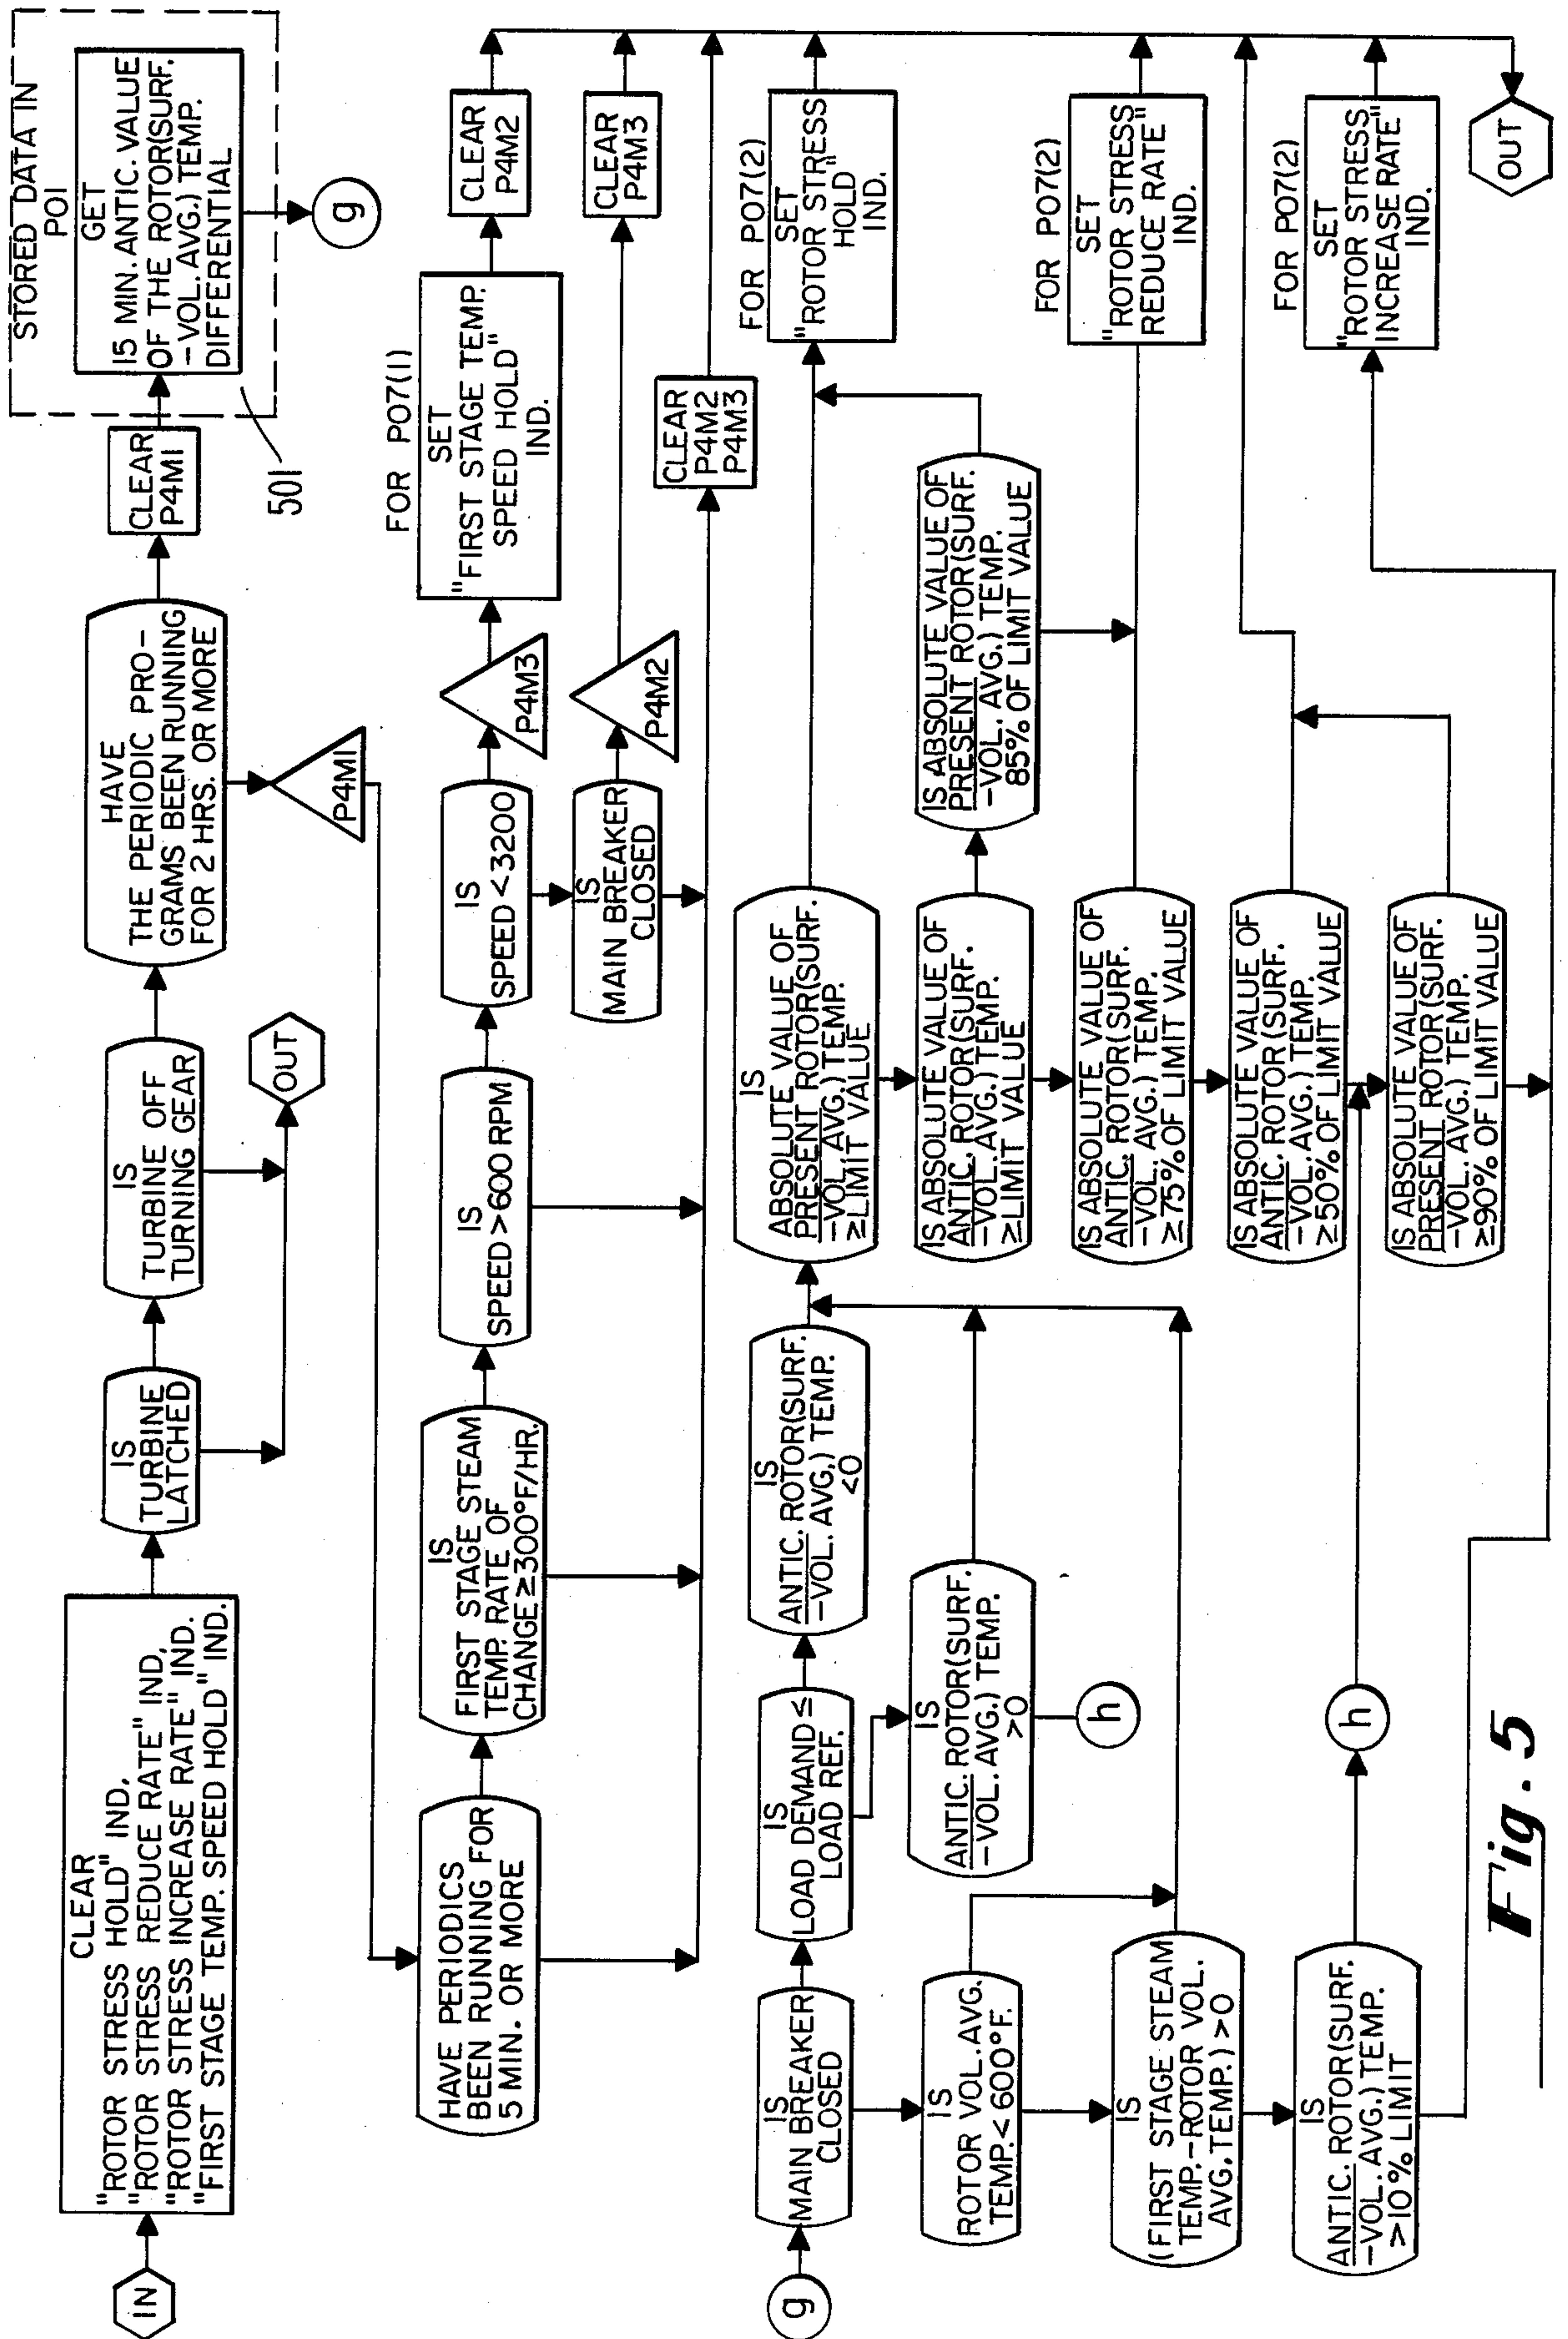 IN
CLEAR
"ROTOR STRESS HOLD" IND,
"ROTOR STRESS REDUCE RATE" IND,
"ROTOR STRESS INCREASE RATE" IND.
"FIRST STAGE TEMP. SPEED HOLD" IND.
IS
TURBINE
LATCHED
IS
TURBINE OFF
TURNING GEAR
OUT
HAVE
THE PERIODIC PRO-
GRAMS BEEN RUNNING
FOR 2 HRS. OR MORE
P4M1
CLEAR
P4M1
STORED DATA IN
P01
GET
15 MIN. ANTIC. VALUE
OF THE ROTOR(SURF.
-VOL. AVG.) TEMP.
DIFFERENTIAL
501
g
HAVE PERIODICS
BEEN RUNNING FOR
5 MIN. OR MORE
IS
FIRST STAGE STEAM
TEMP. RATE OF
CHANGE ≥300°F/HR.
IS
SPEED >600 RPM
IS
SPEED <3200
P4M3
FOR P07(1)
SET
"FIRST STAGE TEMP.
SPEED HOLD"
IND.
CLEAR
P4M2
IS
MAIN BREAKER
CLOSED
P4M2
CLEAR
P4M3
CLEAR
P4M2
P4M3
g
IS
MAIN BREAKER
CLOSED
IS
LOAD DEMAND ≤
LOAD REF.
IS
ANTIC. ROTOR(SURF.
-VOL. AVG.) TEMP.
<0
IS
ABSOLUTE VALUE OF
PRESENT ROTOR(SURF.
-VOL. AVG.) TEMP.
≥LIMIT VALUE
FOR P07(2)
SET
"ROTOR STRESS"
HOLD
IND.
IS
ROTOR VOL. AVG.
TEMP.< 600°F.
IS
ANTIC. ROTOR(SURF.
-VOL. AVG.) TEMP.
>0
h
IS ABSOLUTE VALUE OF
ANTIC. ROTOR(SURF.
-VOL. AVG.) TEMP.
≥LIMIT VALUE
IS ABSOLUTE VALUE OF
PRESENT ROTOR(SURF.
-VOL. AVG.) TEMP.
85% OF LIMIT VALUE
IS
(FIRST STAGE STEAM
TEMP.-ROTOR VOL.
AVG. TEMP.) >0
IS ABSOLUTE VALUE OF
ANTIC. ROTOR(SURF.
-VOL. AVG.) TEMP.
≥75% OF LIMIT VALUE
FOR P07(2)
SET
"ROTOR STRESS
REDUCE RATE"
IND.
IS
ANTIC. ROTOR(SURF.
-VOL. AVG.) TEMP.
>10% LIMIT
h
IS ABSOLUTE VALUE OF
ANTIC. ROTOR(SURF.
-VOL. AVG.) TEMP.
≥50% OF LIMIT VALUE
IS ABSOLUTE VALUE OF
PRESENT ROTOR(SURF.
-VOL. AVG.) TEMP.
≥90% OF LIMIT VALUE
FOR P07(2)
SET
"ROTOR STRESS
INCREASE RATE"
IND.
OUT
Fig. 5